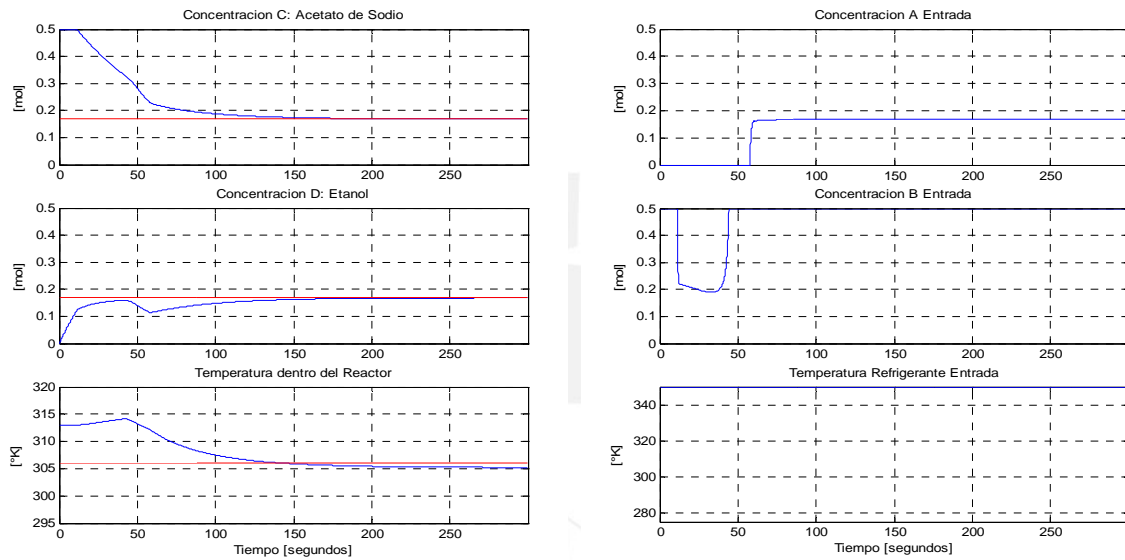 Concentracion C: Acetato de Sodio
0.5
0.4
0.3
0.2
0.1
0
[mol]
0 50 100 150 200 250
Concentracion D: Etanol
0.5
0.4
0.3
0.2
0.1
0
[mol]
0 50 100 150 200 250
Temperatura dentro del Reactor
320
315
310
305
300
295
[°K]
0 50 100 150 200 250
Tiempo [segundos]
Concentracion A Entrada
0.5
0.4
0.3
0.2
0.1
0
[mol]
0 50 100 150 200 250
Concentracion B Entrada
0.5
0.4
0.3
0.2
0.1
0
[mol]
0 50 100 150 200 250
Temperatura Refrigerante Entrada
340
320
300
280
[°K]
0 50 100 150 200 250
Tiempo [segundos]